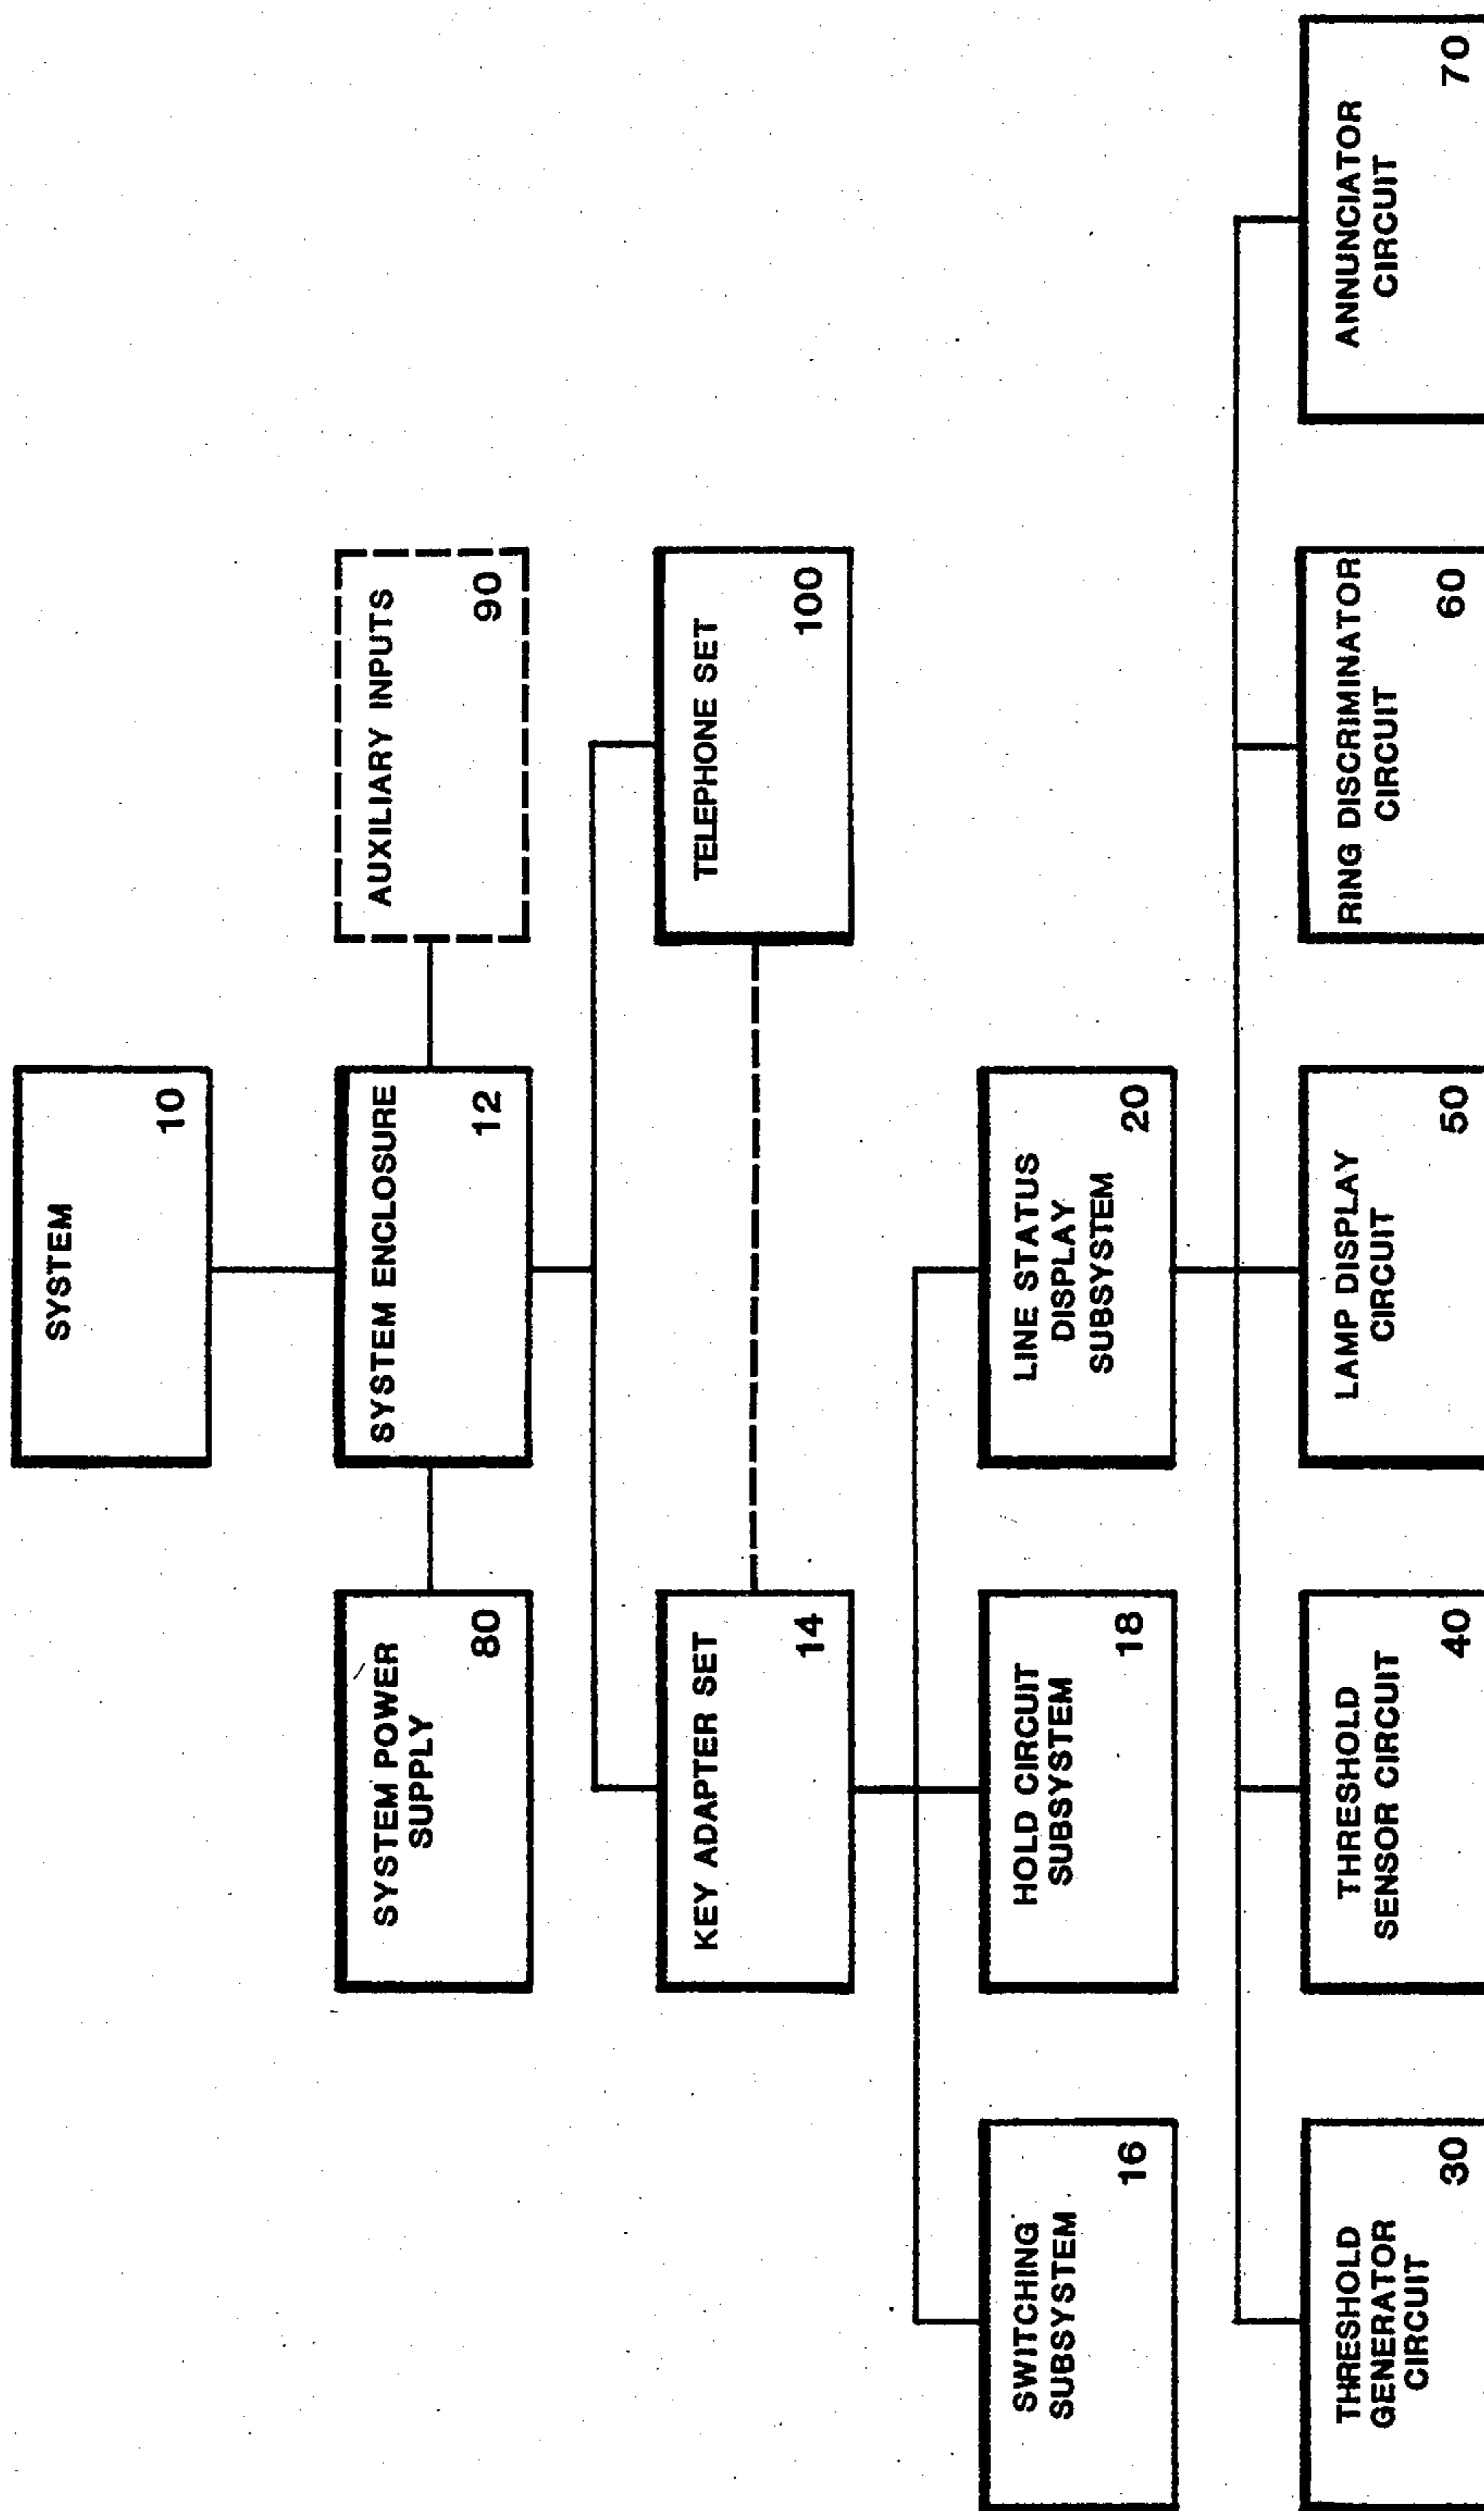 SYSTEM
10
SYSTEM POWER
SUPPLY
80
SYSTEM ENCLOSURE
12
AUXILIARY INPUTS
90
KEY ADAPTER SET
14
TELEPHONE SET
100
SWITCHING
SUBSYSTEM
16
HOLD CIRCUIT
SUBSYSTEM
18
LINE STATUS
DISPLAY
SUBSYSTEM
20
THRESHOLD
GENERATOR
CIRCUIT
30
THRESHOLD
SENSOR CIRCUIT
40
LAMP DISPLAY
CIRCUIT
50
RING DISCRIMINATOR
CIRCUIT
60
ANNUNCIATOR
CIRCUIT
70